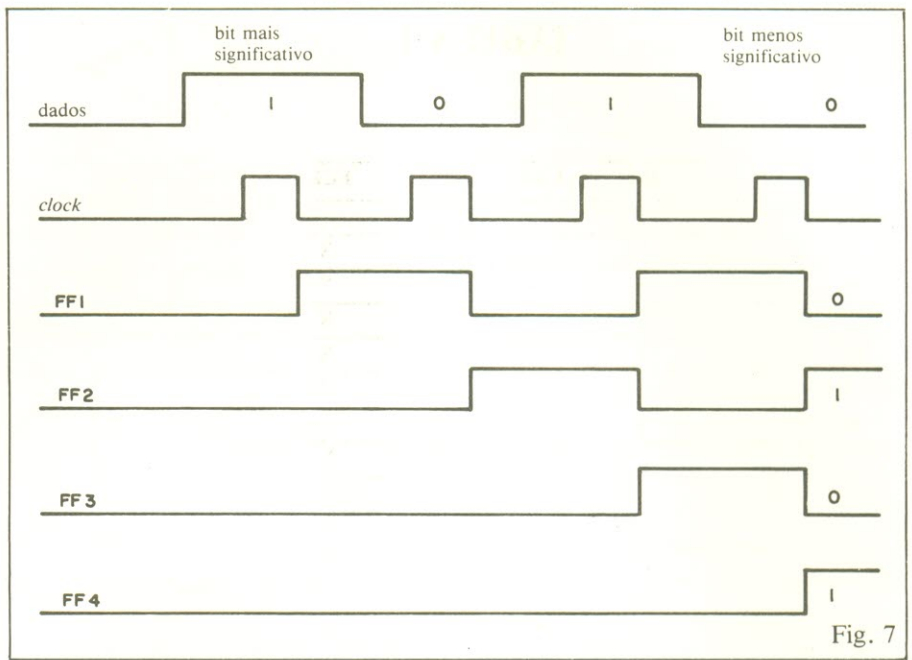 bit mais
significativo
bit menos
significativo
dados
1 0 1 0
clock
FF1
0
FF2
1
FF3
0
FF4
1
Fig. 7